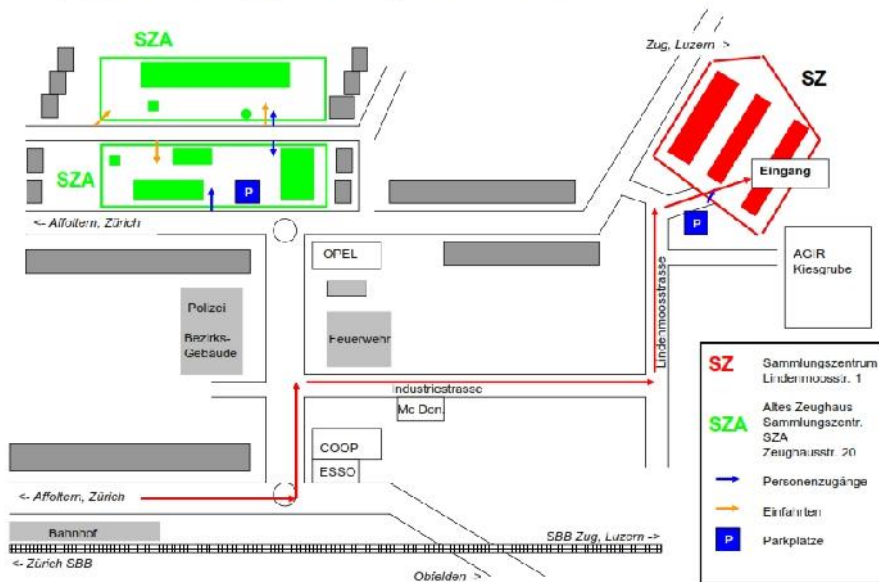 SZA
Zug, Luzern >
SZ
SZA
P
Eingang
<- Affoltern, Zürich
P
OPEL
AGIR
Kiesgrube
Polizei
Bezirks-
Gebäude
Feuerwehr
Lindenmoosstrasse
Industriestrasse
Mc Don.
COOP
ESSO
<- Affoltern, Zürich
Bahnhof
SBB Zug, Luzern ->
<- Zürich SBB
Obfelden ->
SZ Sammlungszentrum
Lindenmoosstr. 1
SZA Altes Zeughaus
Sammlungszentr.
SZA
Zeughausstr. 20
Personenzugänge
Einfahrten
P Parkplätze